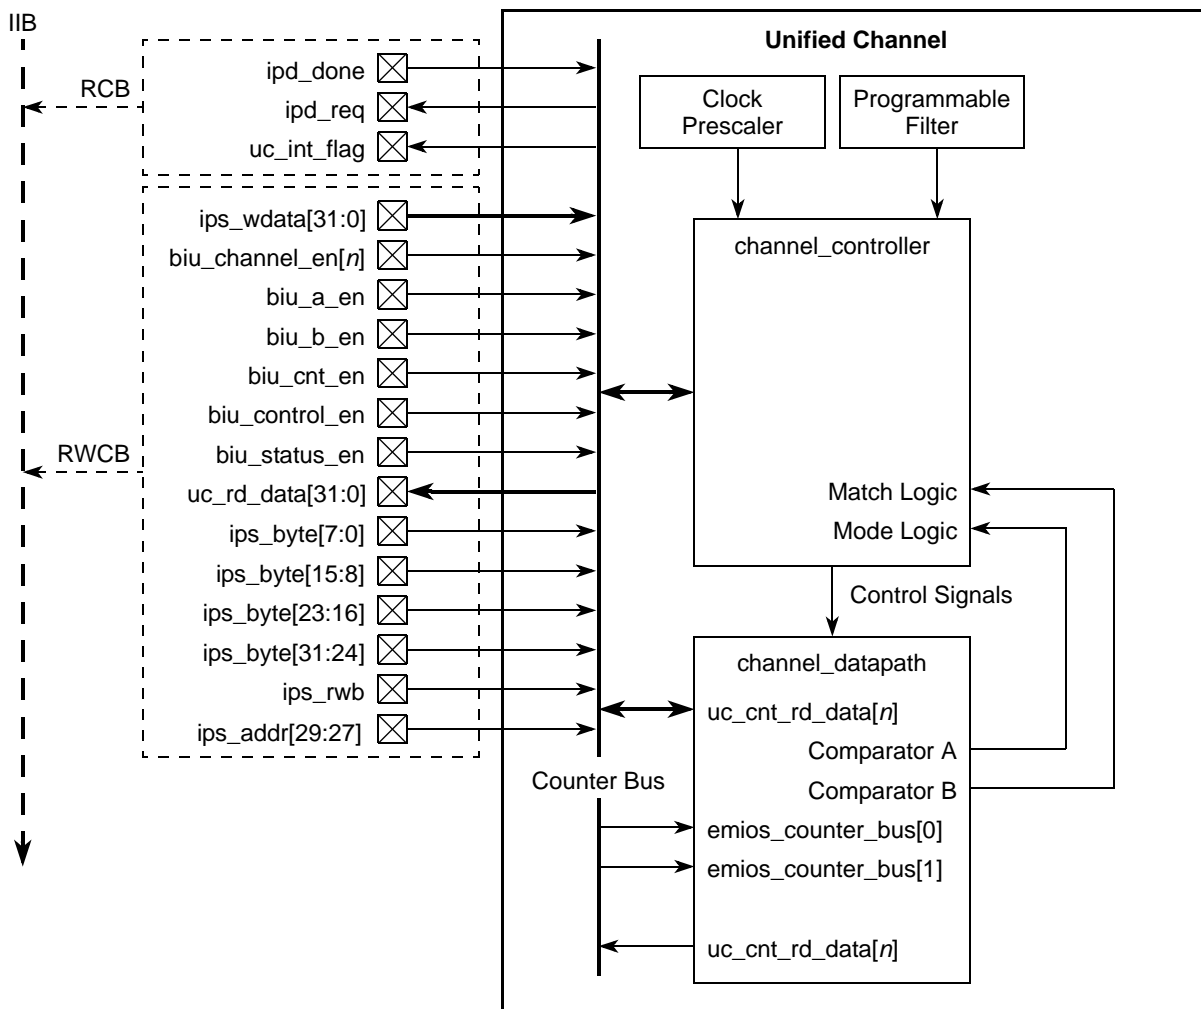 IIB
RCB
ipd_done
ipd_req
uc_int_flag
RWCB
ips_wdata[31:0]
biu_channel_en[n]
biu_a_en
biu_b_en
biu_cnt_en
biu_control_en
biu_status_en
uc_rd_data[31:0]
ips_byte[7:0]
ips_byte[15:8]
ips_byte[23:16]
ips_byte[31:24]
ips_rwb
ips_addr[29:27]
Unified Channel
Clock
Prescaler
Programmable
Filter
channel_controller
Match Logic
Mode Logic
Control Signals
channel_datapath
uc_cnt_rd_data[n]
Comparator A
Comparator B
Counter Bus
emios_counter_bus[0]
emios_counter_bus[1]
uc_cnt_rd_data[n]